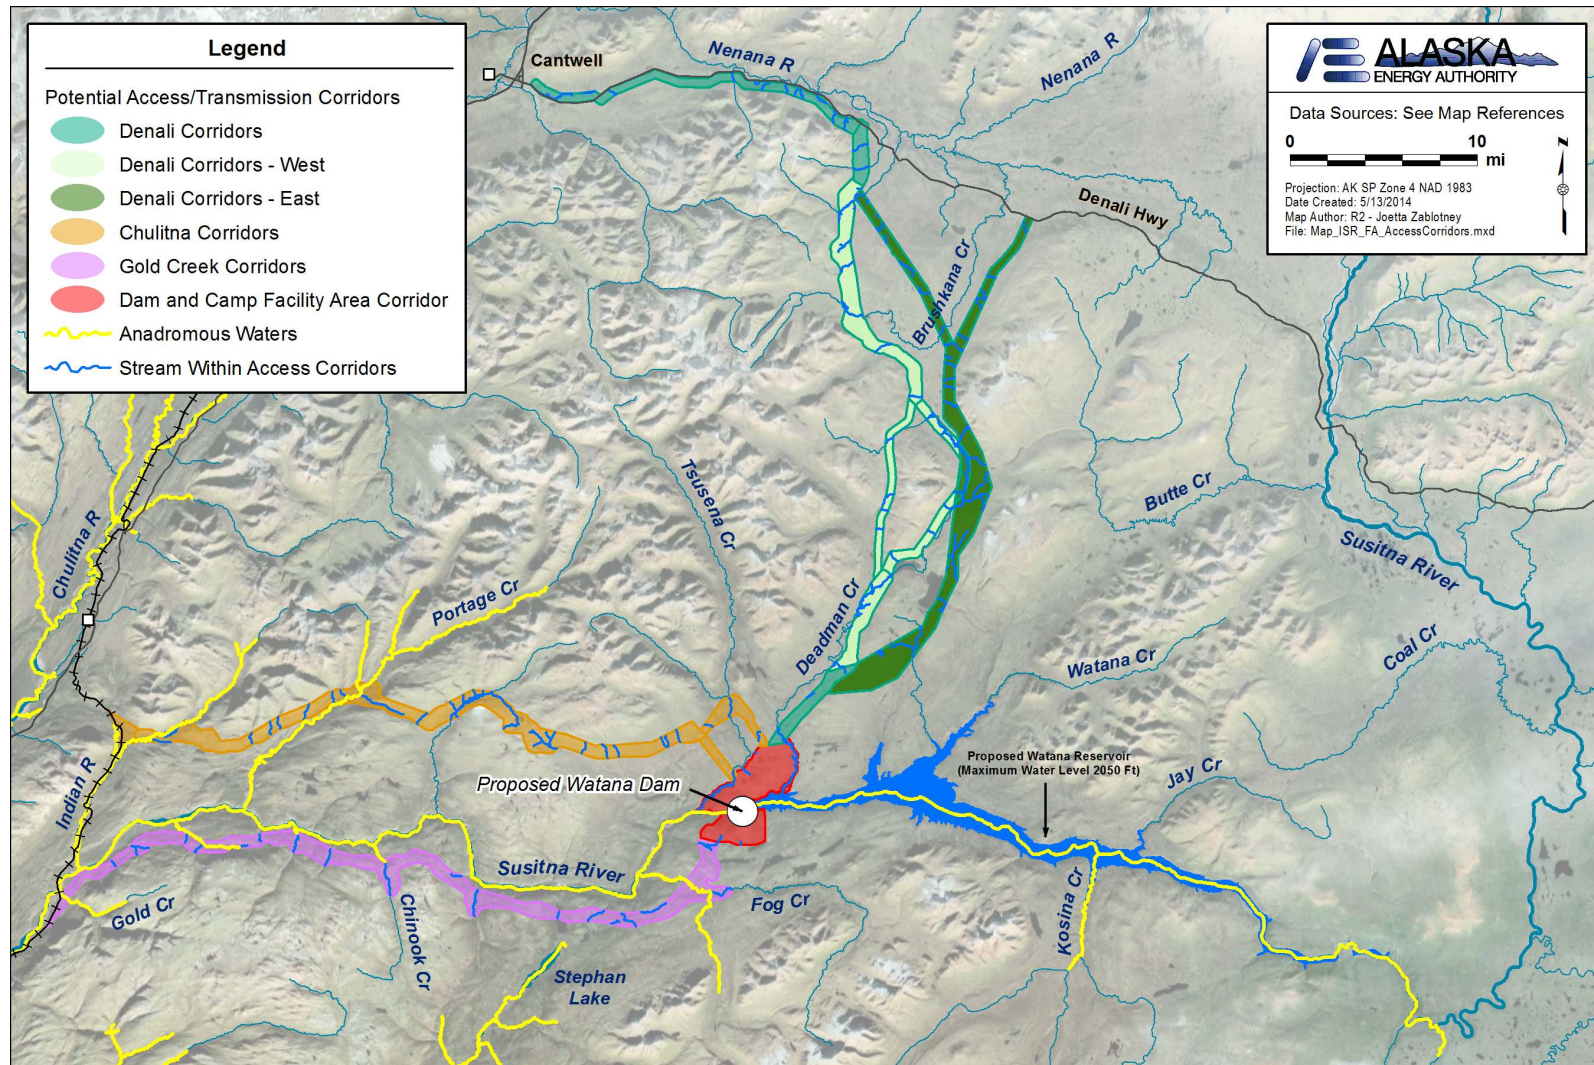 Legend
Potential Access/Transmission Corridors
Denali Corridors
Denali Corridors - West
Denali Corridors - East
Chulitna Corridors
Gold Creek Corridors
Dam and Camp Facility Area Corridor
Anadromous Waters
Stream Within Access Corridors
ALASKA
ENERGY AUTHORITY
Data Sources: See Map References
0 10
mi
N
Projection: AK SP Zone 4 NAD 1983
Date Created: 5/13/2014
Map Author: R2 - Joetta Zablotney
File: Map_ISR_FA_AccessCorridors.mxd
Cantwell
Nenana R
Nenana R
Denali Hwy
Brushkana Cr
Tsusena Cr
Butte Cr
Susitna River
Chulitna R
Portage Cr
Deadman Cr
Watana Cr
Coal Cr
Indian R
Proposed Watana Dam
Proposed Watana Reservoir
(Maximum Water Level 2050 Ft)
Jay Cr
Susitna River
Gold Cr
Chinook Cr
Fog Cr
Kosina Cr
Stephan
Lake